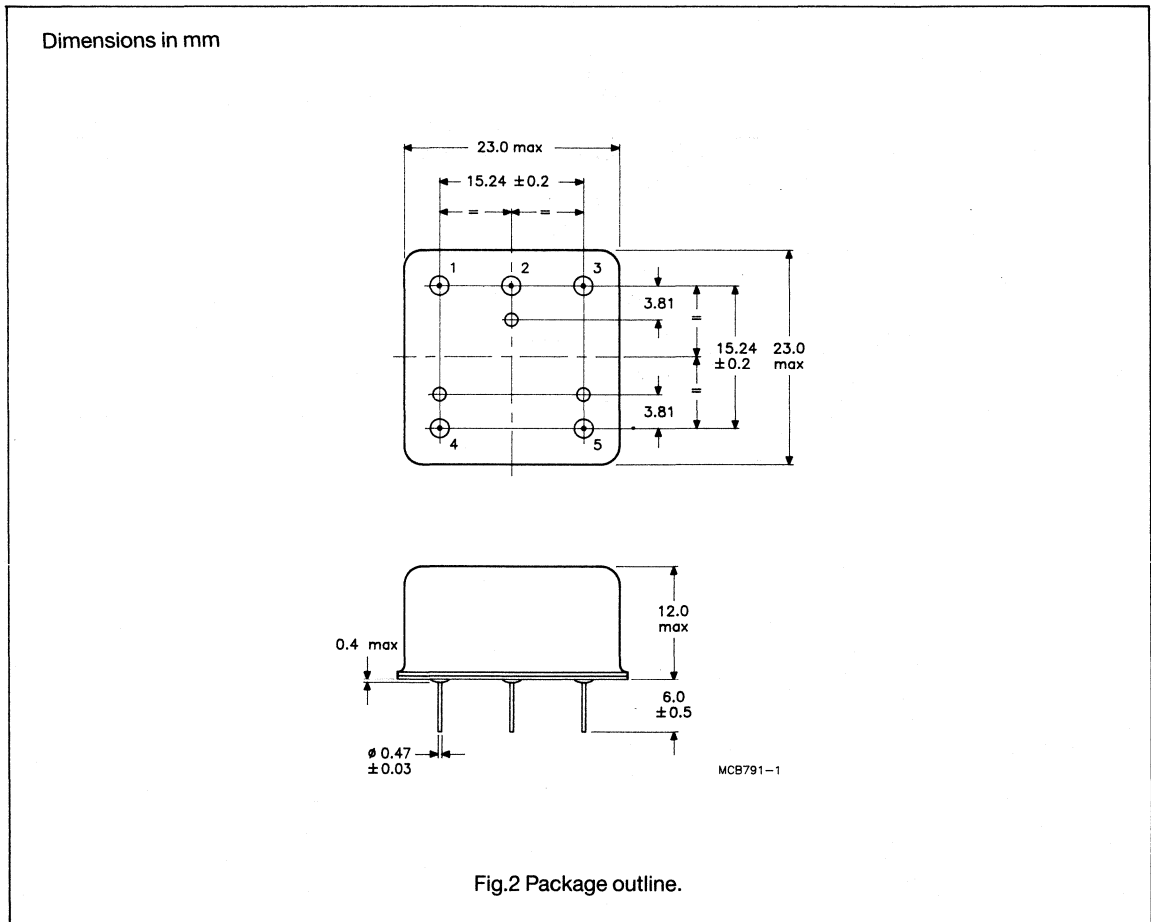 Dimensions in mm
23.0 max
15.24 ±0.2
= =
1 2 3
3.81
=
15.24
±0.2
23.0
max
=
3.81
4 5
12.0
max
0.4 max
6.0
±0.5
ø 0.47
±0.03
MCB791-1
Fig.2 Package outline.